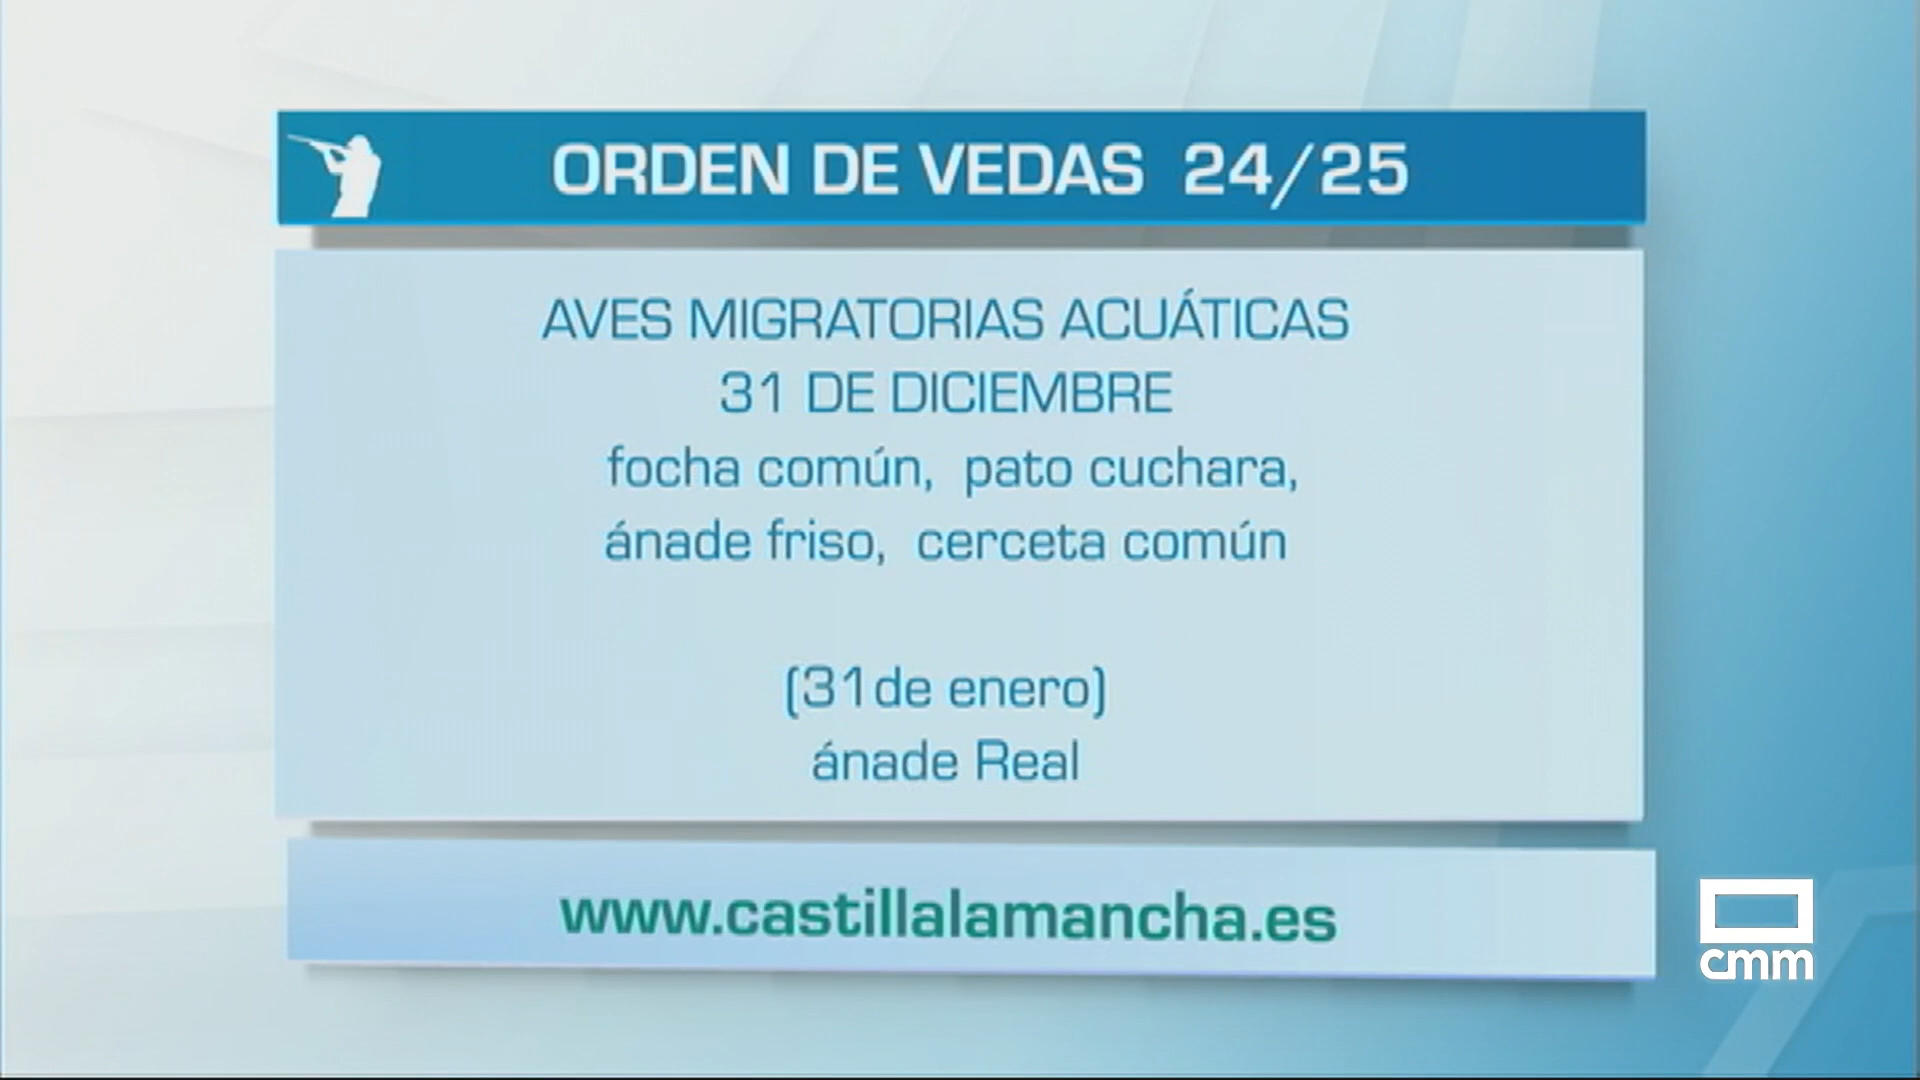 ORDEN DE VEDAS 24/25
AVES MIGRATORIAS ACUÁTICAS
31 DE DICIEMBRE
focha común, pato cuchara,
ánade friso, cerceta común
(31de enero)
ánade Real
www.castillalamancha.es
cmm